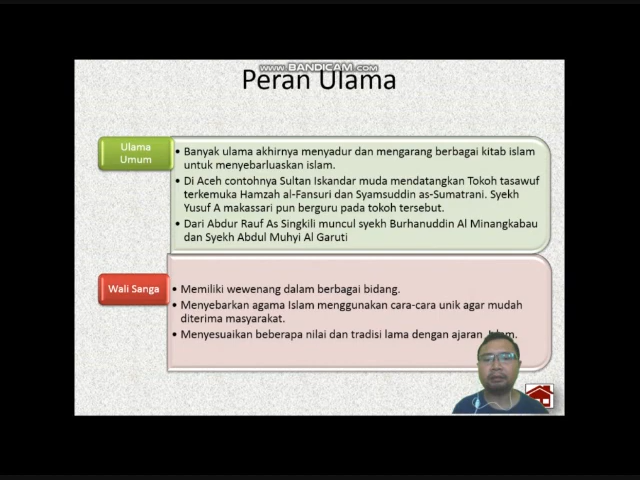 www.BANDICAM.com
Peran Ulama
Ulama
Umum
• Banyak ulama akhirnya menyadur dan mengarang berbagai kitab islam
untuk menyebarluaskan islam.
• Di Aceh contohnya Sultan Iskandar muda mendatangkan Tokoh tasawuf
terkemuka Hamzah al-Fansuri dan Syamsuddin as-Sumatrani. Syekh
Yusuf A makassari pun berguru pada tokoh tersebut.
• Dari Abdur Rauf As Singkili muncul syekh Burhanuddin Al Minangkabau
dan Syekh Abdul Muhyi Al Garuti
Wali Sanga
• Memiliki wewenang dalam berbagai bidang.
• Menyebarkan agama Islam menggunakan cara-cara unik agar mudah
diterima masyarakat.
• Menyesuaikan beberapa nilai dan tradisi lama dengan ajaran Islam.